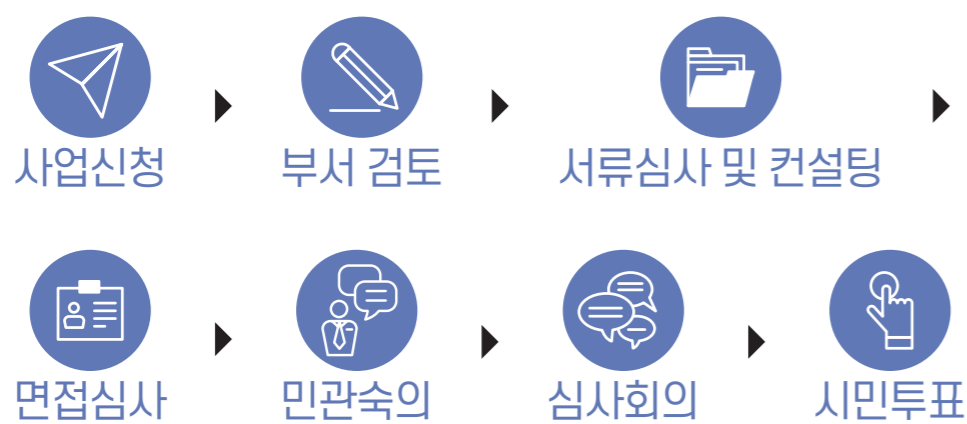 사업신청
부서 검토
서류심사 및 컨설팅
면접심사
민관숙의
심사회의
시민투표